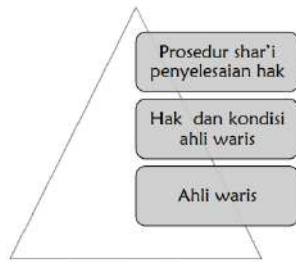 Prosedur shar'i
penyelesaian hak
Hak dan kondisi
ahli waris
Ahli waris